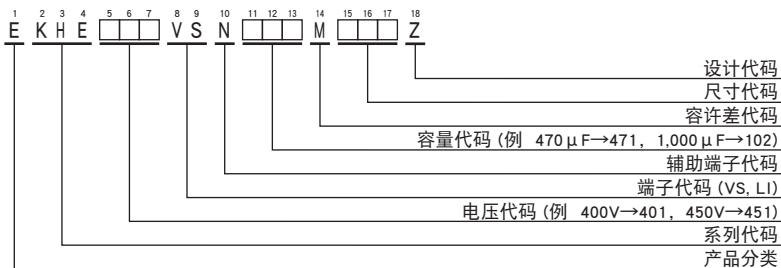 1 2 3 4 5 6 7 8 9 10 11 12 13 14 15 16 17 18
E K H E □□□ V S N □□□ M □□□ Z
设计代码
尺寸代码
容许差代码
容量代码 (例 470μF→471, 1,000μF→102)
辅助端子代码
端子代码 (VS, LI)
电压代码 (例 400V→401, 450V→451)
系列代码
产品分类